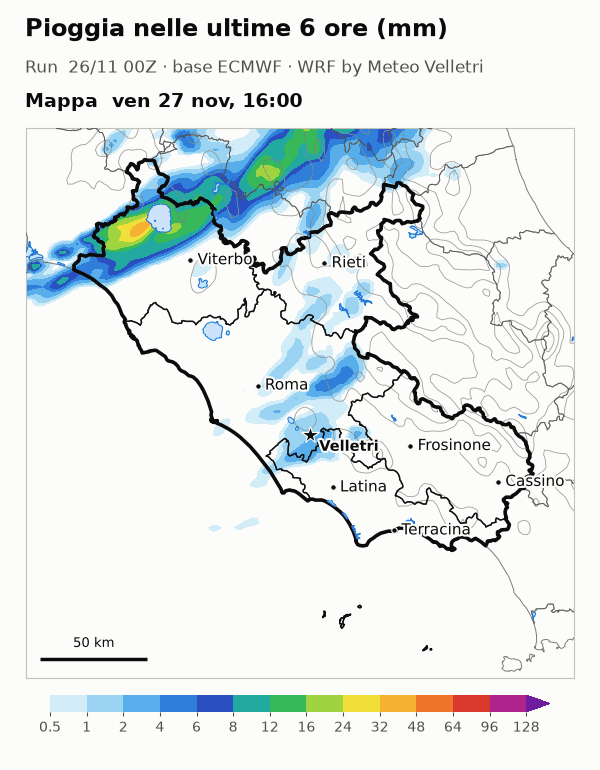 Pioggia nelle ultime 6 ore (mm)
Run  26/11 00Z · base ECMWF · WRF by Meteo Velletri
Mappa  ven 27 nov, 16:00
Viterbo
Rieti
Roma
Velletri
Frosinone
Latina
Cassino
Terracina
50 km
0.5 1 2 4 6 8 12 16 24 32 48 64 96 128